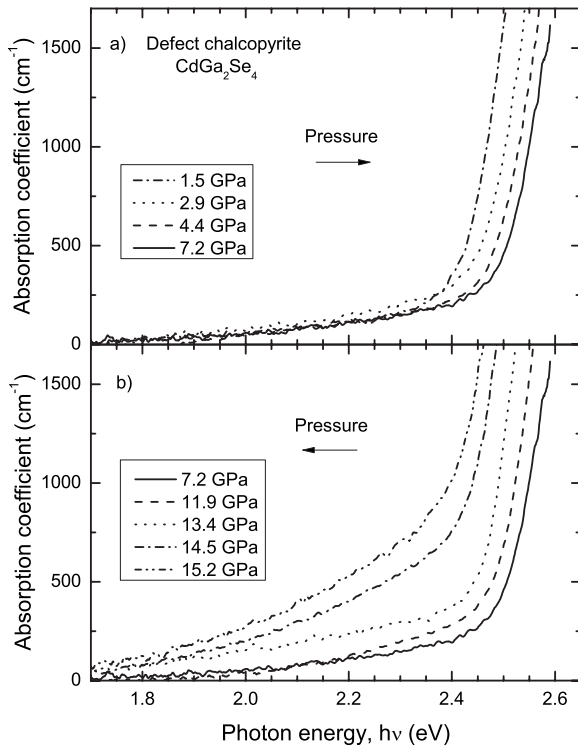 a) Defect chalcopyrite
CdGa₂Se₄
Pressure
1.5 GPa
2.9 GPa
4.4 GPa
7.2 GPa
Absorption coefficient (cm⁻¹)
1500
1000
500
0
b)
Pressure
7.2 GPa
11.9 GPa
13.4 GPa
14.5 GPa
15.2 GPa
Absorption coefficient (cm⁻¹)
1500
1000
500
0
1.8 2.0 2.2 2.4 2.6
Photon energy, hν (eV)